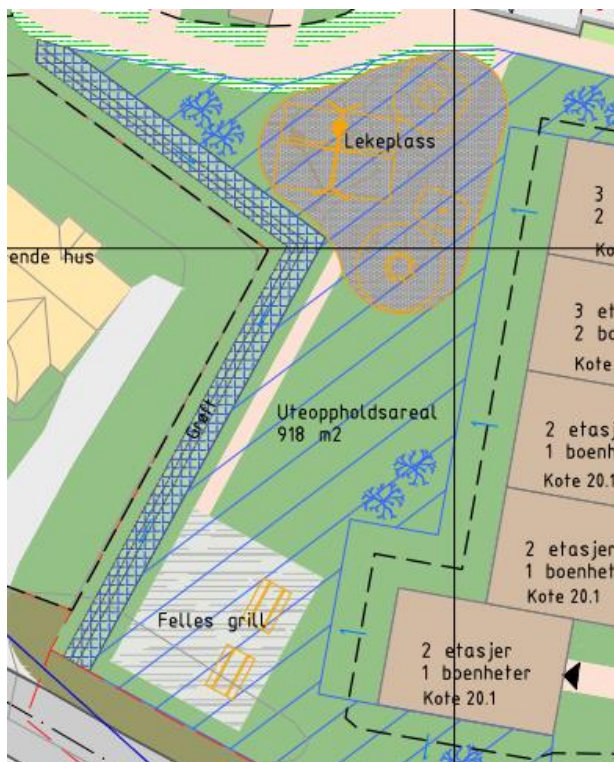 Lekeplass
3
2
Ko
ende hus
3 et
2 bo
Kote
Uteoppholdsareal
918 m2
Grøft
2 etasj
1 boenh
Kote 20.1
2 etasjer
1 boenhet
Kote 20.1
Felles grill
2 etasjer
1 boenheter
Kote 20.1